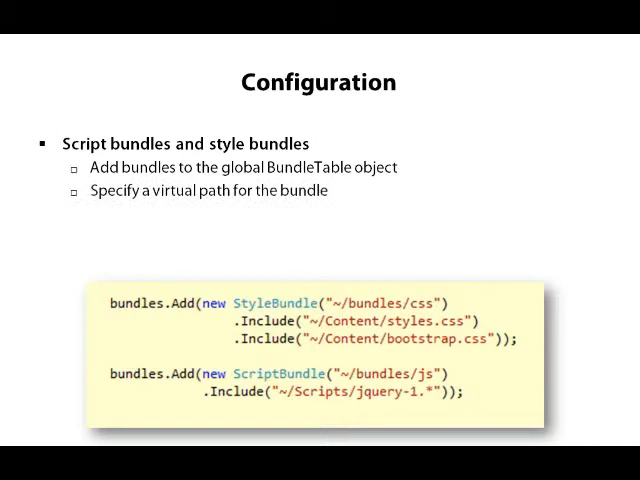 Configuration
Script bundles and style bundles
Add bundles to the global BundleTable object
Specify a virtual path for the bundle
bundles.Add(new StyleBundle("~/bundles/css")
.Include("~/Content/styles.css")
.Include("~/Content/bootstrap.css"));
bundles.Add(new ScriptBundle("~/bundles/js")
.Include("~/Scripts/jquery-1.*"));